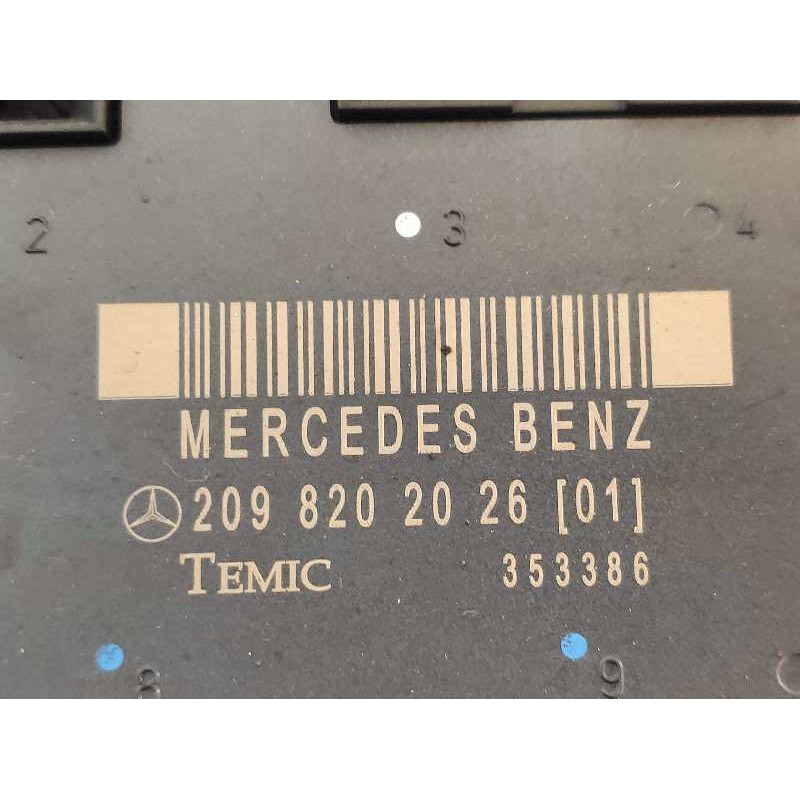 2 3 4
MERCEDES BENZ
209 820 20 26 [01]
TEMIC 353386
8 9